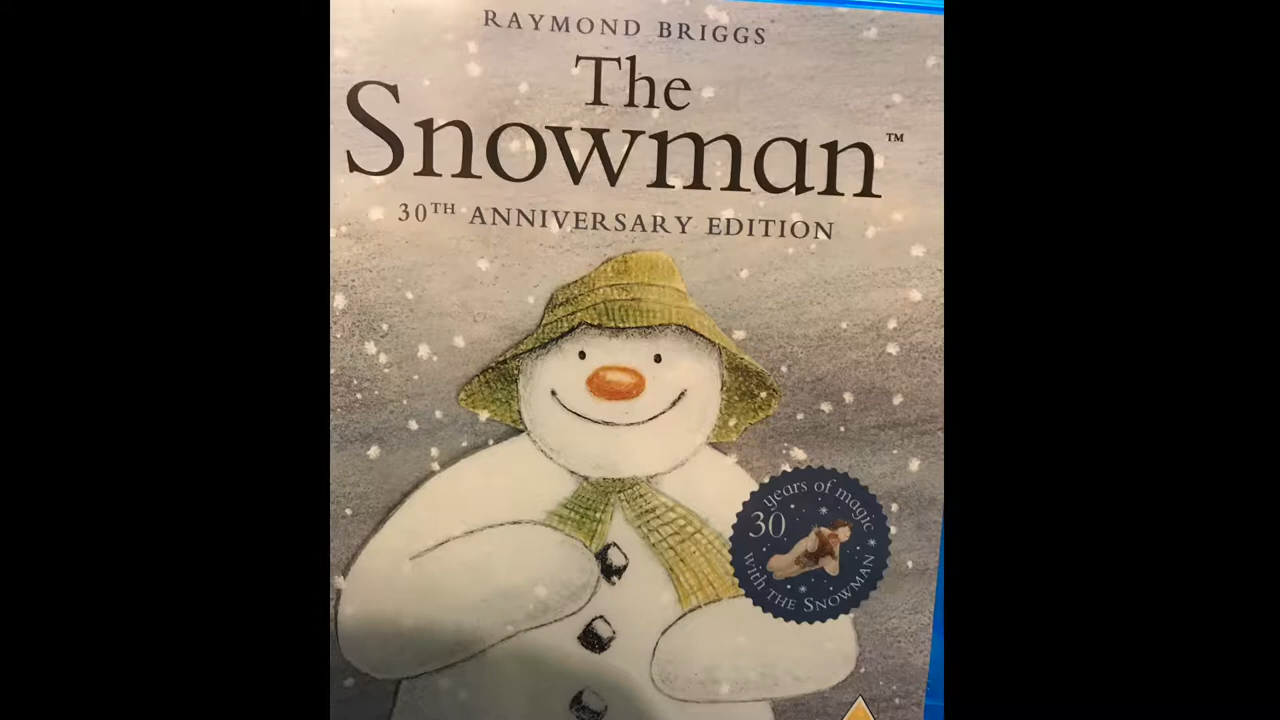 RAYMOND BRIGGS
The
Snowman™
30TH ANNIVERSARY EDITION
years of magic
30
with THE SNOWMAN